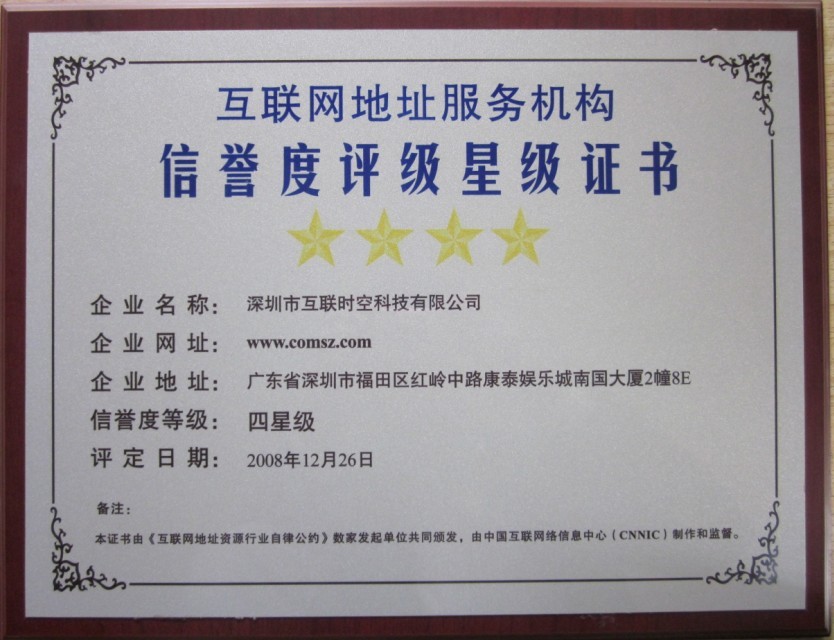 互联网地址服务机构
信誉度评级星级证书
企业名称： 深圳市互联时空科技有限公司
企业网址： www.comsz.com
企业地址： 广东省深圳市福田区红岭中路康泰娱乐城南国大厦2幢8E
信誉度等级： 四星级
评定日期： 2008年12月26日
备注：
本证书由《互联网地址资源行业自律公约》数家发起单位共同颁发，由中国互联网络信息中心（CNNIC）制作和监督。